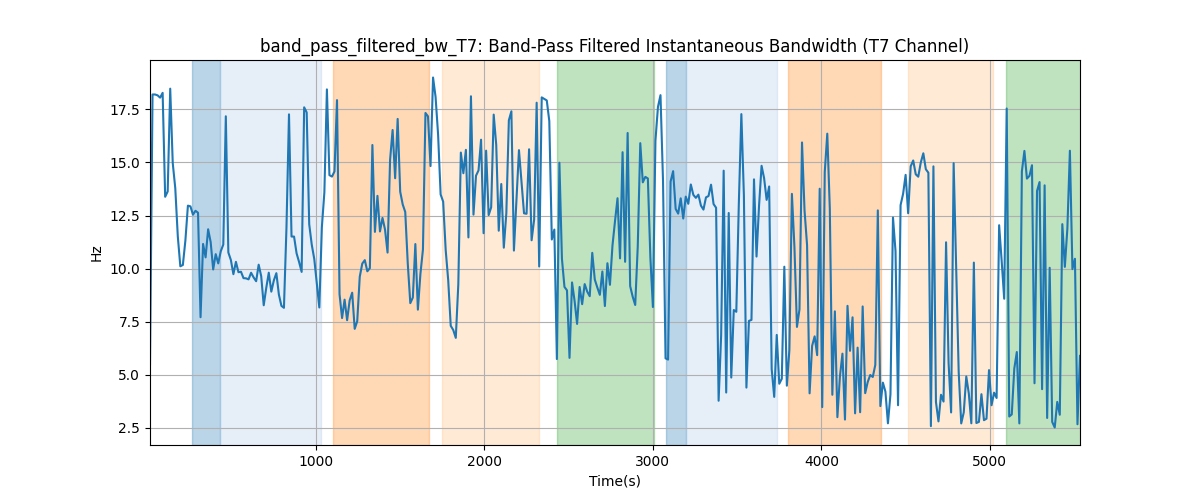 band_pass_filtered_bw_T7: Band-Pass Filtered Instantaneous Bandwidth (T7 Channel)
17.5
15.0
12.5
10.0
7.5
5.0
2.5
Hz
1000 2000 3000 4000 5000
Time(s)